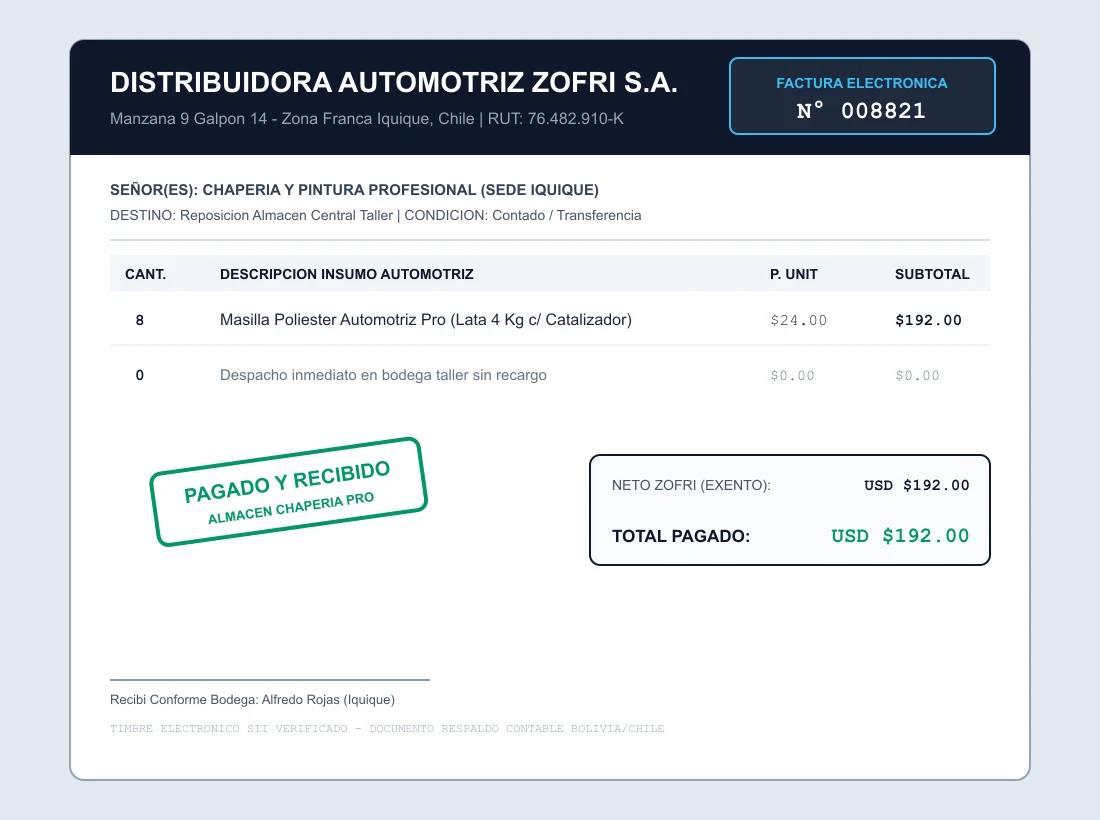 DISTRIBUIDORA AUTOMOTRIZ ZOFRI S.A.
Manzana 9 Galpon 14 - Zona Franca Iquique, Chile | RUT: 76.482.910-K
FACTURA ELECTRONICA
N° 008821
SEÑOR(ES): CHAPERIA Y PINTURA PROFESIONAL (SEDE IQUIQUE)
DESTINO: Reposicion Almacen Central Taller | CONDICION: Contado / Transferencia
CANT. DESCRIPCION INSUMO AUTOMOTRIZ P. UNIT SUBTOTAL
8 Masilla Poliester Automotriz Pro (Lata 4 Kg c/ Catalizador) $24.00 $192.00
0 Despacho inmediato en bodega taller sin recargo $0.00 $0.00
PAGADO Y RECIBIDO
ALMACEN CHAPERIA PRO
NETO ZOFRI (EXENTO): USD $192.00
TOTAL PAGADO: USD $192.00
Recibi Conforme Bodega: Alfredo Rojas (Iquique)
TIMBRE ELECTRONICO SII VERIFICADO - DOCUMENTO RESPALDO CONTABLE BOLIVIA/CHILE